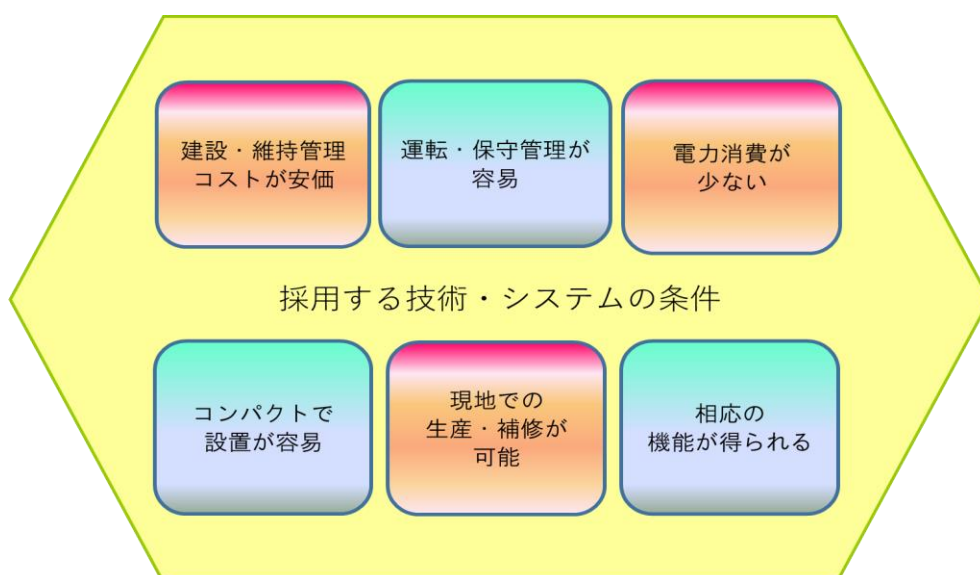 建設・維持管理
コストが安価
運転・保守管理が
容易
電力消費が
少ない
採用する技術・システムの条件
コンパクトで
設置が容易
現地での
生産・補修が
可能
相応の
機能が得られる